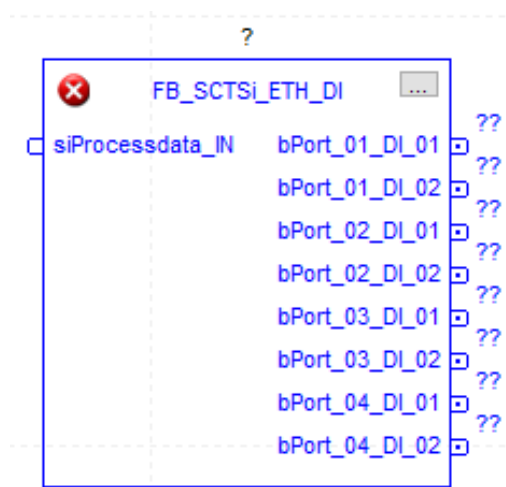 ?
FB_SCTSi_ETH_DI ...
??
siProcessdata_IN bPort_01_DI_01
??
bPort_01_DI_02
??
bPort_02_DI_01
??
bPort_02_DI_02
??
bPort_03_DI_01
??
bPort_03_DI_02
??
bPort_04_DI_01
??
bPort_04_DI_02